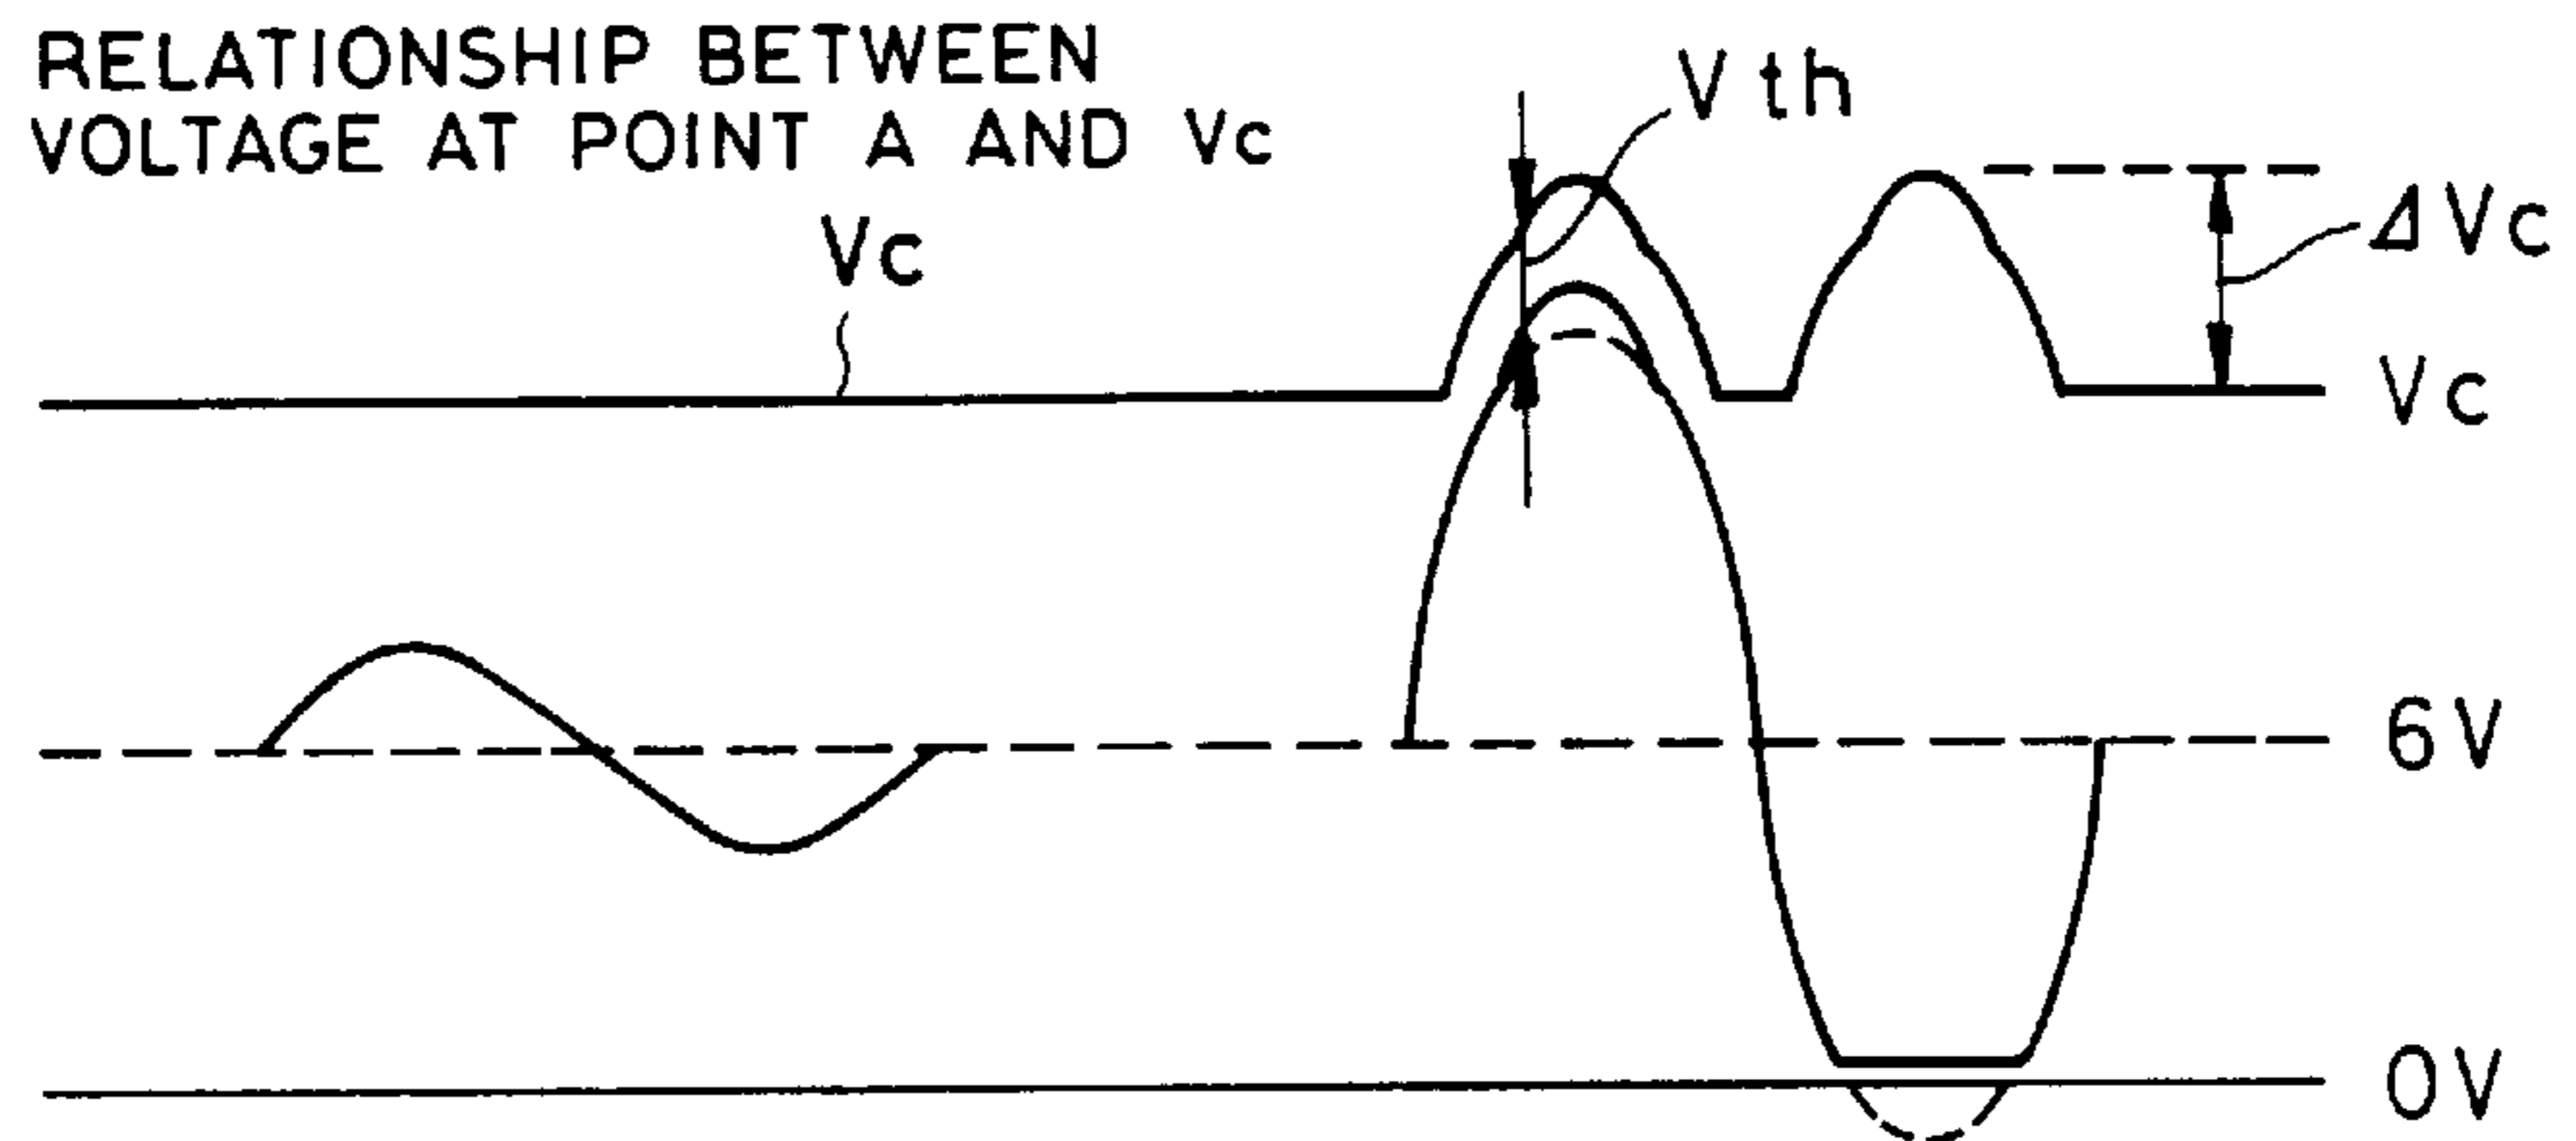 RELATIONSHIP BETWEEN
VOLTAGE AT POINT A AND Vc
Vth
Vc
ΔVc
Vc
6V
0V